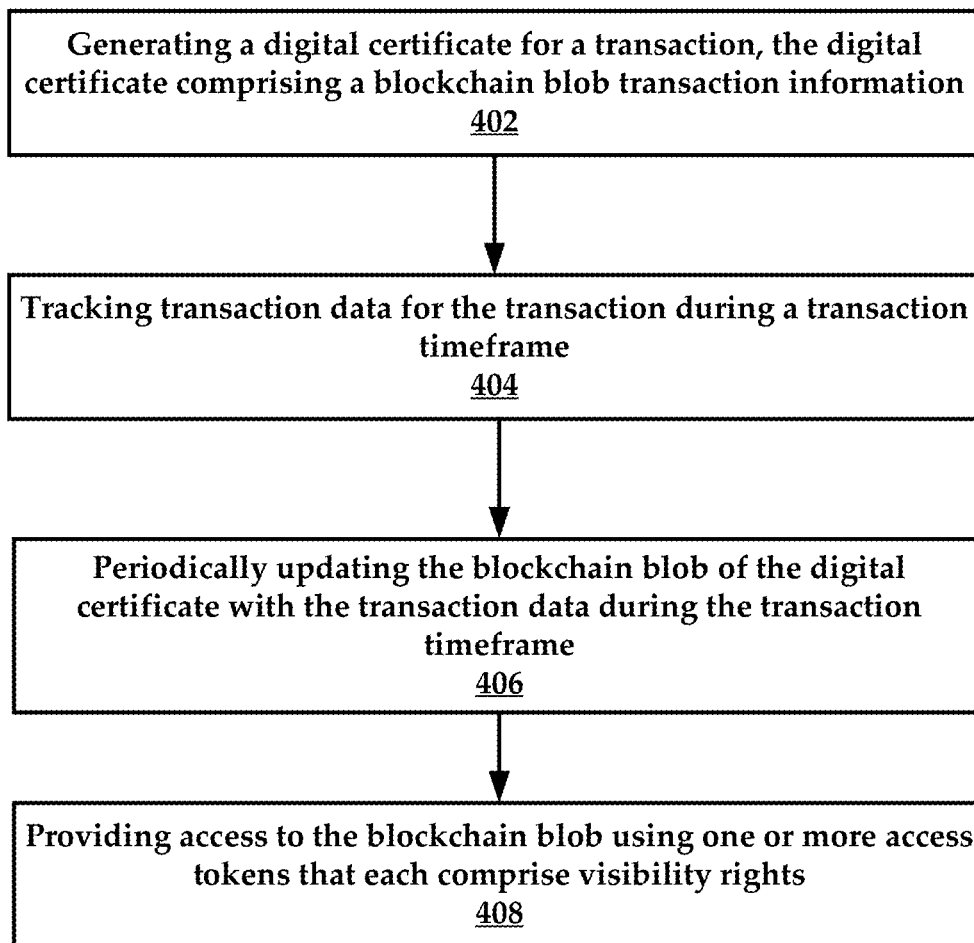 Generating a digital certificate for a transaction, the digital
certificate comprising a blockchain blob transaction information
402
Tracking transaction data for the transaction during a transaction
timeframe
404
Periodically updating the blockchain blob of the digital
certificate with the transaction data during the transaction
timeframe
406
Providing access to the blockchain blob using one or more access
tokens that each comprise visibility rights
408